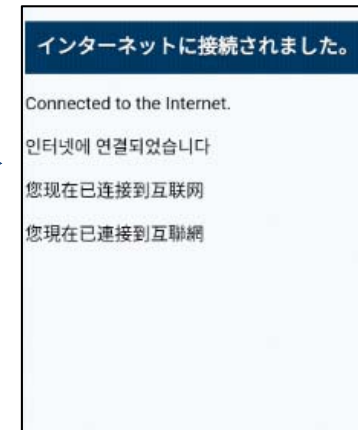 インターネットに接続されました。
Connected to the Internet.
인터넷에 연결되었습니다
您现在已连接到互联网
您現在已連接到互聯網